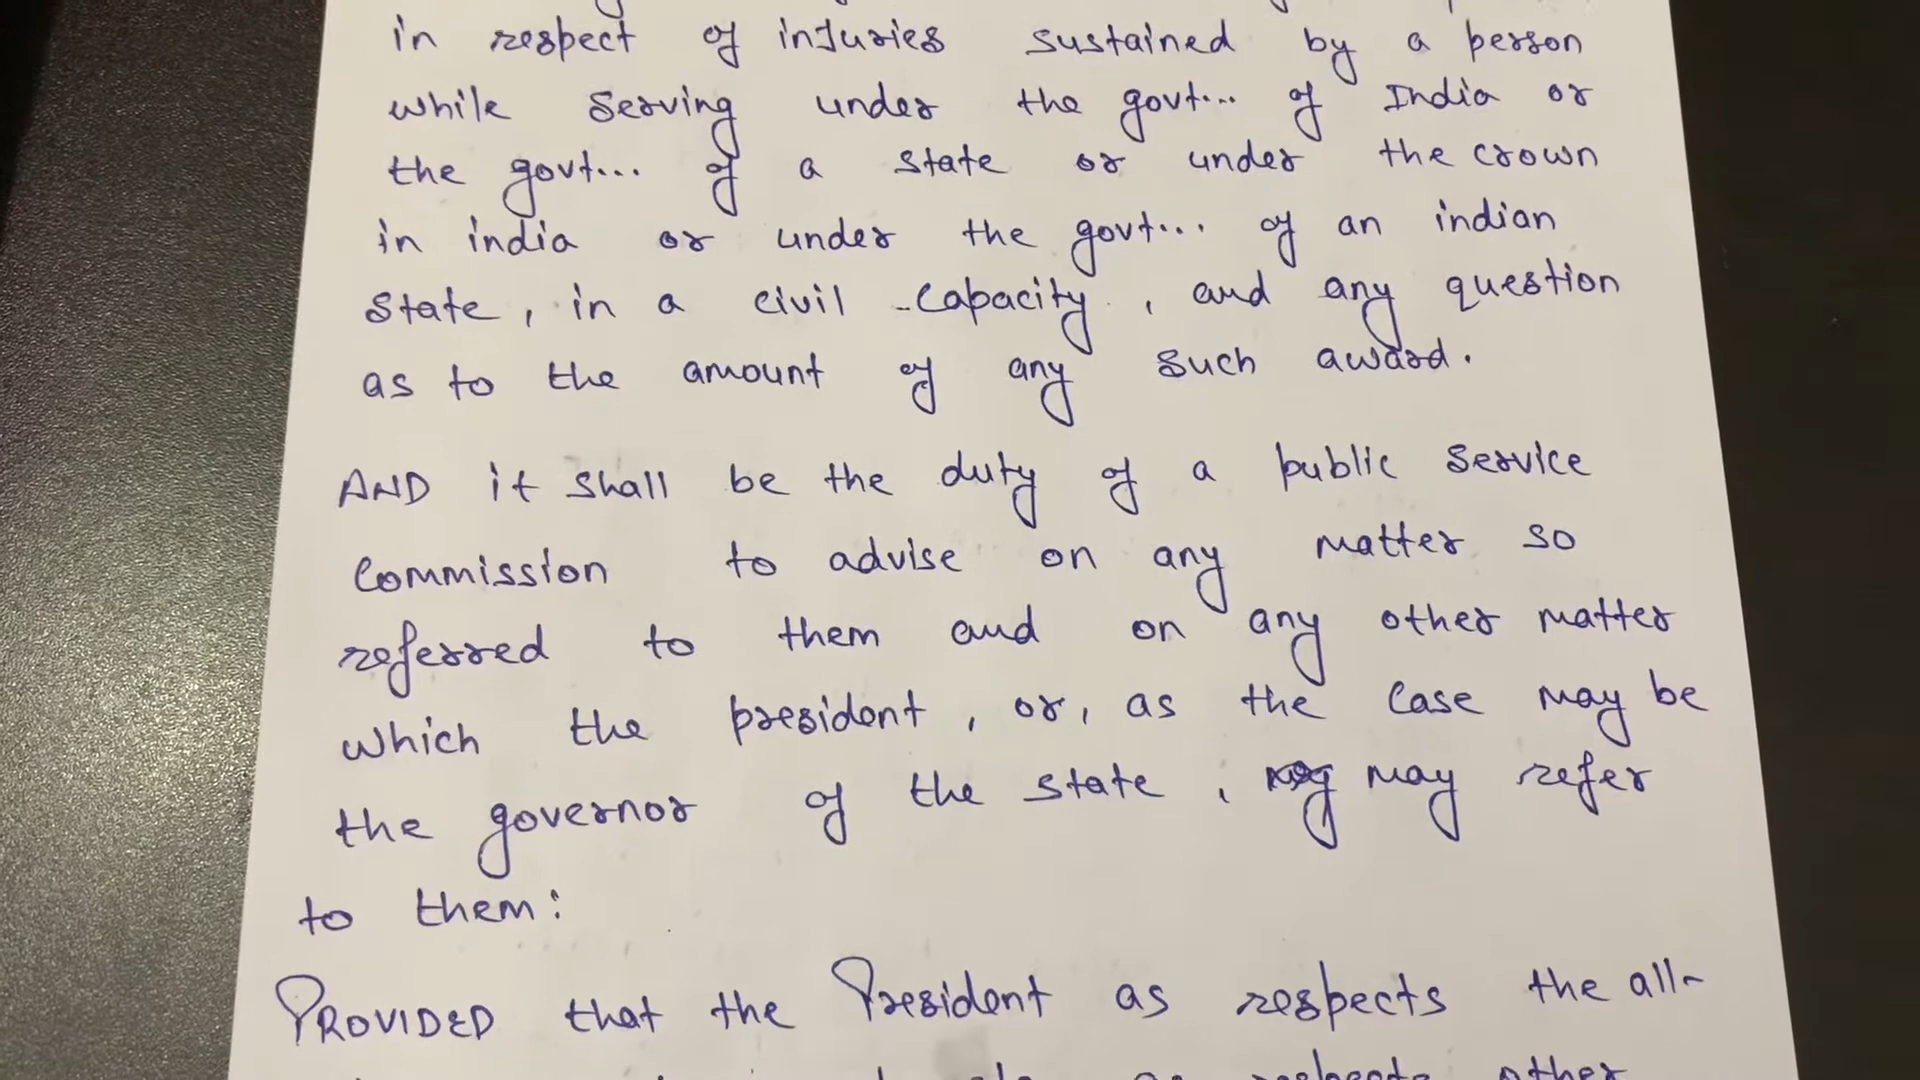 in respect of injuries sustained by a person
while serving under the govt... of India or
the govt... of a state or under the crown
in india or under the govt... of an indian
State, in a civil capacity, and any question
as to the amount of any such award.
AND it shall be the duty of a public service
Commission to advise on any matter so
referred to them and on any other matter
which the president, or, as the case may be
the governor of the state, may refer
to them:
PROVIDED that the President as respects the all-
respects other